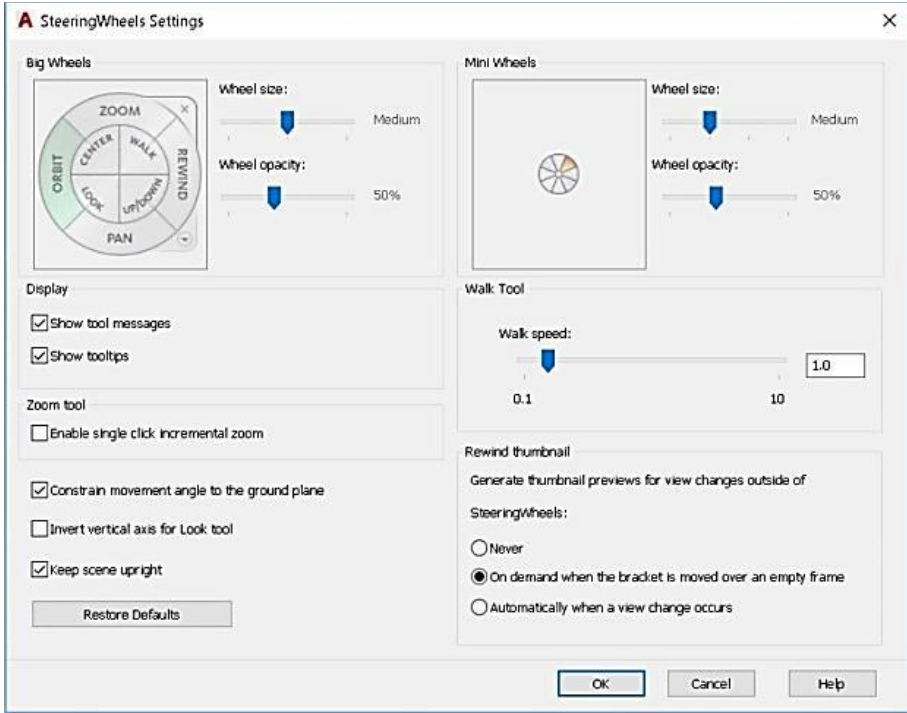 A SteeringWheels Settings
Big Wheels
ZOOM
CENTER
WALK
ORBIT
REWIND
LOOK
UP/DOWN
PAN
Wheel size:
Medium
Wheel opacity:
50%
Mini Wheels
Wheel size:
Medium
Wheel opacity:
50%
Display
Show tool messages
Show tooltips
Walk Tool
Walk speed:
1.0
0.1 10
Zoom tool
Enable single click incremental zoom
Constrain movement angle to the ground plane
Invert vertical axis for Look tool
Keep scene upright
Restore Defaults
Rewind thumbnail
Generate thumbnail previews for view changes outside of
SteeringWheels:
Never
On demand when the bracket is moved over an empty frame
Automatically when a view change occurs
OK Cancel Help